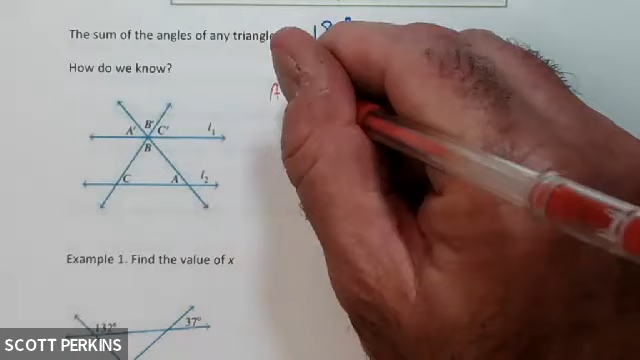 The sum of the angles of any triangle 18
How do we know?
A' B' C' l₁
B
C A l₂
Example 1. Find the value of x
132° 37°
SCOTT PERKINS